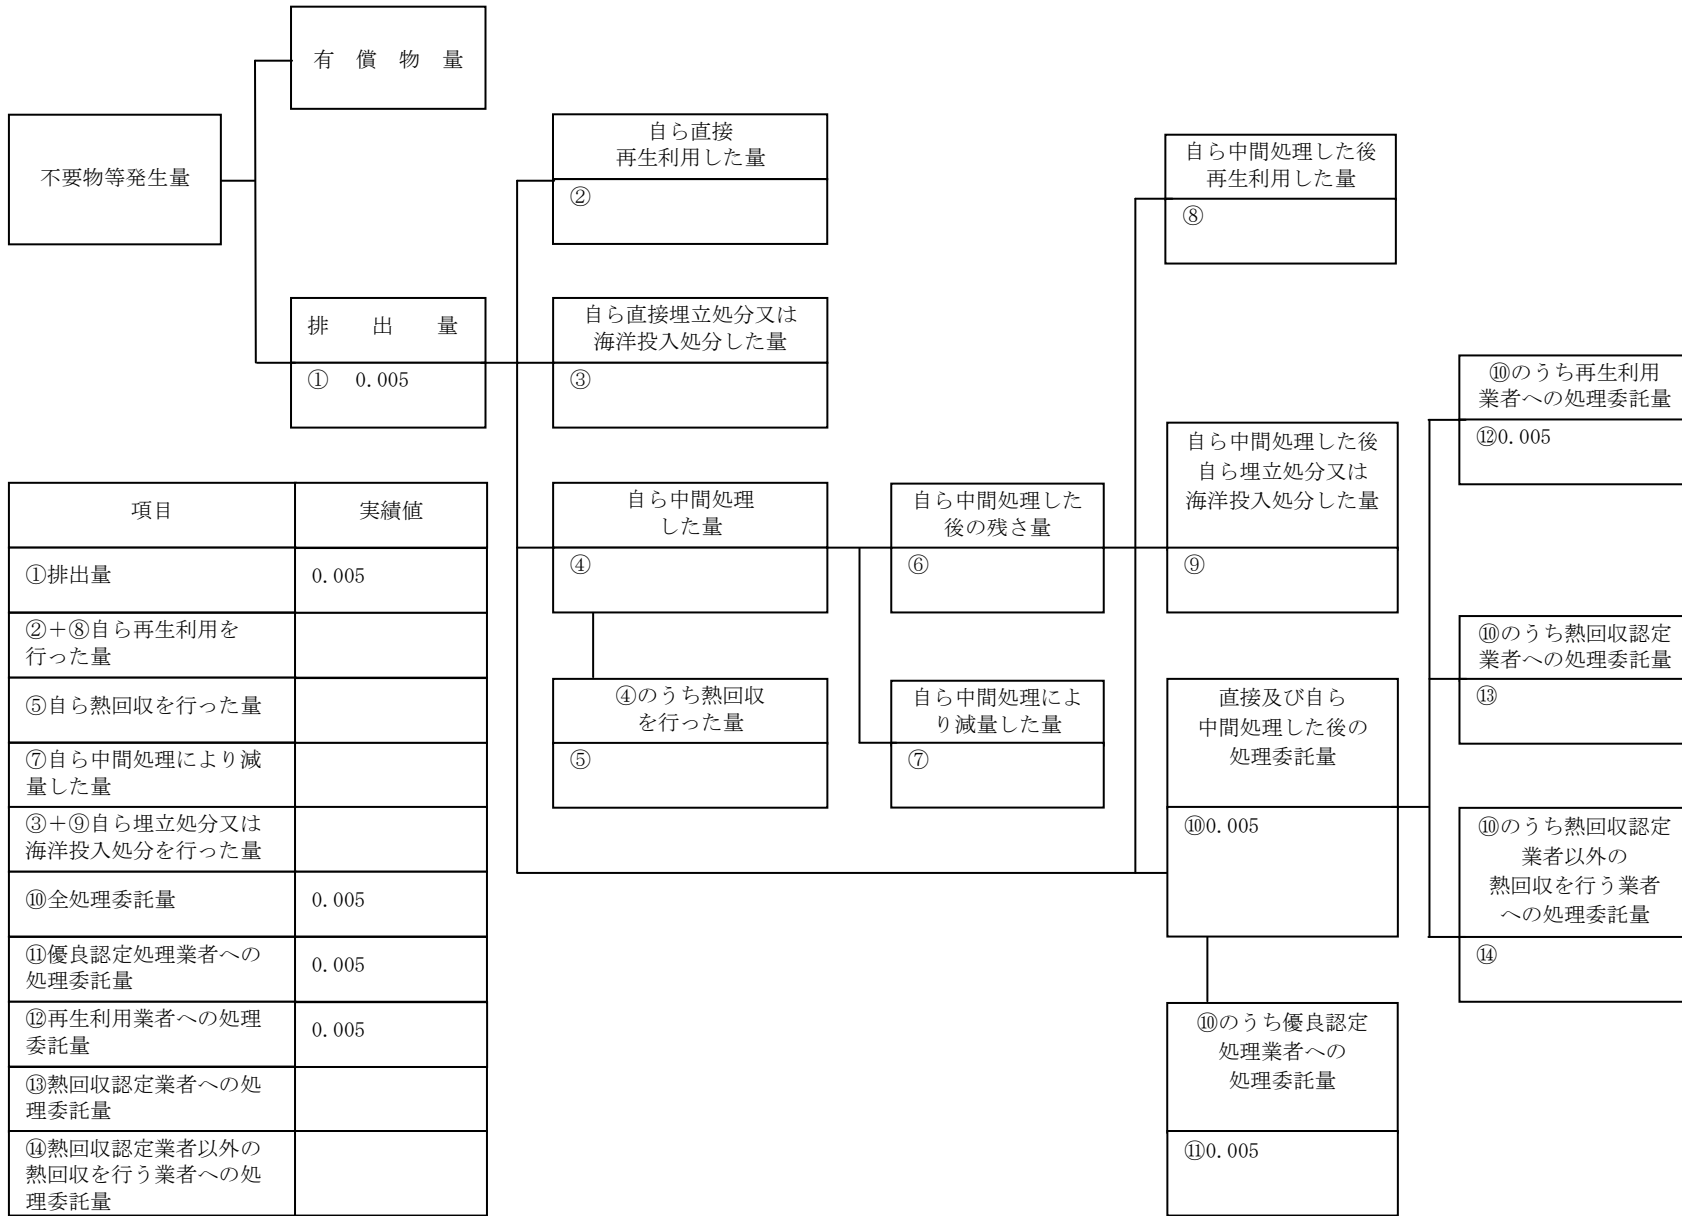 有 償 物 量
不要物等発生量
自ら直接
再生利用した量
②
自ら中間処理した後
再生利用した量
⑧
排 出 量
① 0.005
自ら直接埋立処分又は
海洋投入処分した量
③
⑩のうち再生利用
業者への処理委託量
⑫0.005
自ら中間処理
した量
④
自ら中間処理した
後の残さ量
⑥
自ら中間処理した後
自ら埋立処分又は
海洋投入処分した量
⑨
④のうち熱回収
を行った量
⑤
自ら中間処理によ
り減量した量
⑦
直接及び自ら
中間処理した後の
処理委託量
⑩0.005
⑩のうち熱回収認定
業者への処理委託量
⑬
⑩のうち熱回収認定
業者以外の
熱回収を行う業者
への処理委託量
⑭
⑩のうち優良認定
処理業者への
処理委託量
⑪0.005
項目 実績値
①排出量 0.005
②＋⑧自ら再生利用を
行った量
⑤自ら熱回収を行った量
⑦自ら中間処理により減
量した量
③＋⑨自ら埋立処分又は
海洋投入処分を行った量
⑩全処理委託量 0.005
⑪優良認定処理業者への
処理委託量 0.005
⑫再生利用業者への処理
委託量 0.005
⑬熱回収認定業者への処
理委託量
⑭熱回収認定業者以外の
熱回収を行う業者への処
理委託量